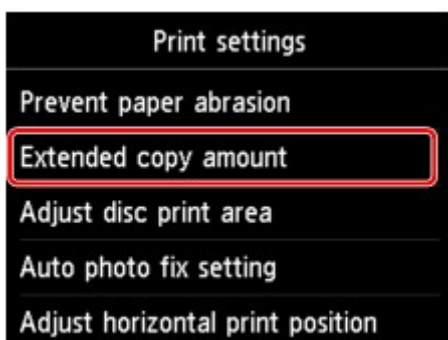 Print settings
Prevent paper abrasion
Extended copy amount
Adjust disc print area
Auto photo fix setting
Adjust horizontal print position